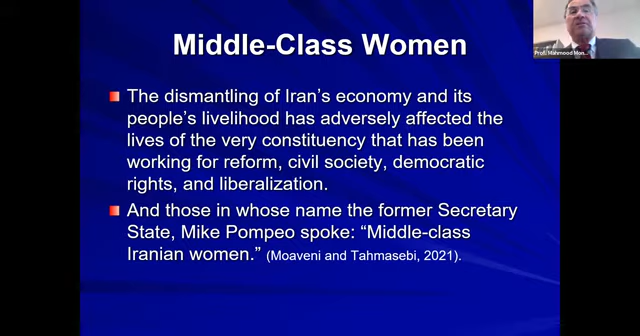 Middle-Class Women
The dismantling of Iran's economy and its
people's livelihood has adversely affected the
lives of the very constituency that has been
working for reform, civil society, democratic
rights, and liberalization.
And those in whose name the former Secretary
State, Mike Pompeo spoke: “Middle-class
Iranian women.” (Moaveni and Tahmasebi, 2021).
Prof/ Mahmood Mon...